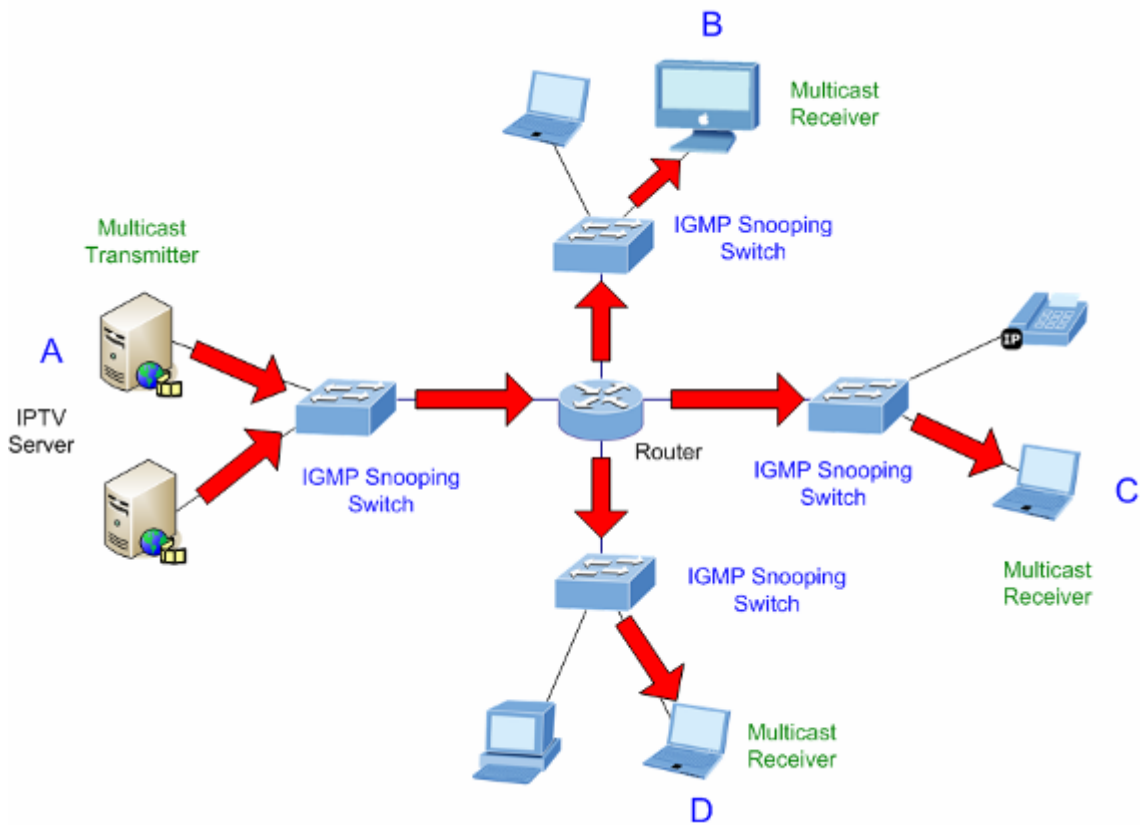 B
Multicast
Receiver
IGMP Snooping
Switch
Multicast
Transmitter
A
IPTV
Server
IGMP Snooping
Switch
Router
IP
IGMP Snooping
Switch
C
Multicast
Receiver
IGMP Snooping
Switch
Multicast
Receiver
D